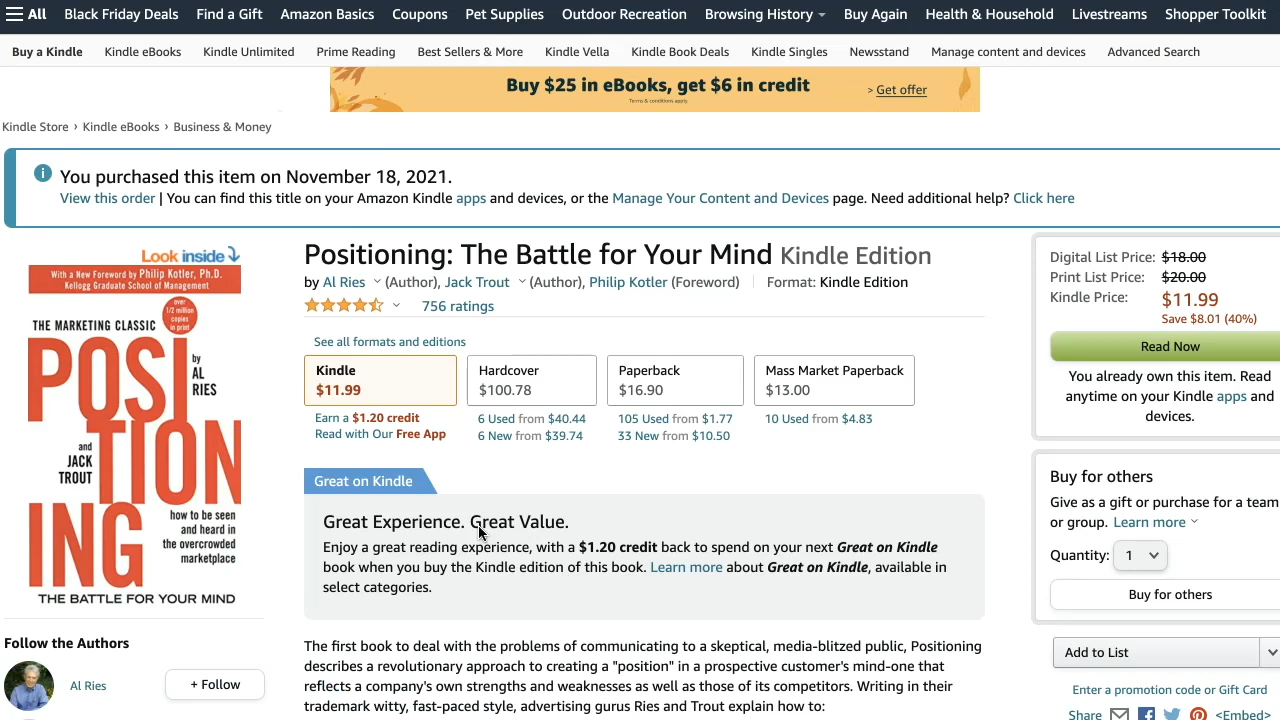 All Black Friday Deals Find a Gift Amazon Basics Coupons Pet Supplies Outdoor Recreation Browsing History Buy Again Health & Household Livestreams Shopper Toolkit
Buy a Kindle Kindle eBooks Kindle Unlimited Prime Reading Best Sellers & More Kindle Vella Kindle Book Deals Kindle Singles Newsstand Manage content and devices Advanced Search
Buy $25 in eBooks, get $6 in credit > Get offer
Terms & conditions apply
Kindle Store › Kindle eBooks › Business & Money
You purchased this item on November 18, 2021.
View this order | You can find this title on your Amazon Kindle apps and devices, or the Manage Your Content and Devices page. Need additional help? Click here
Look inside
With a New Foreword by Philip Kotler, Ph.D.
Kellogg Graduate School of Management
over
1/2 million
copies
in print
THE MARKETING CLASSIC
POSI
TION
ING
by
AL
RIES
and
JACK
TROUT
how to be seen
and heard in
the overcrowded
marketplace
THE BATTLE FOR YOUR MIND
Follow the Authors
Al Ries + Follow
Positioning: The Battle for Your Mind Kindle Edition
by Al Ries (Author), Jack Trout (Author), Philip Kotler (Foreword) Format: Kindle Edition
756 ratings
See all formats and editions
Kindle Hardcover Paperback Mass Market Paperback
$11.99 $100.78 $16.90 $13.00
Earn a $1.20 credit 6 Used from $40.44 105 Used from $1.77 10 Used from $4.83
Read with Our Free App 6 New from $39.74 33 New from $10.50
Great on Kindle
Great Experience. Great Value.
Enjoy a great reading experience, with a $1.20 credit back to spend on your next Great on Kindle
book when you buy the Kindle edition of this book. Learn more about Great on Kindle, available in
select categories.
The first book to deal with the problems of communicating to a skeptical, media-blitzed public, Positioning
describes a revolutionary approach to creating a "position" in a prospective customer's mind-one that
reflects a company's own strengths and weaknesses as well as those of its competitors. Writing in their
trademark witty, fast-paced style, advertising gurus Ries and Trout explain how to:
Digital List Price: $18.00
Print List Price: $20.00
Kindle Price: $11.99
Save $8.01 (40%)
Read Now
You already own this item. Read
anytime on your Kindle apps and
devices.
Buy for others
Give as a gift or purchase for a team
or group. Learn more
Quantity: 1
Buy for others
Add to List
Enter a promotion code or Gift Card
Share <Embed>